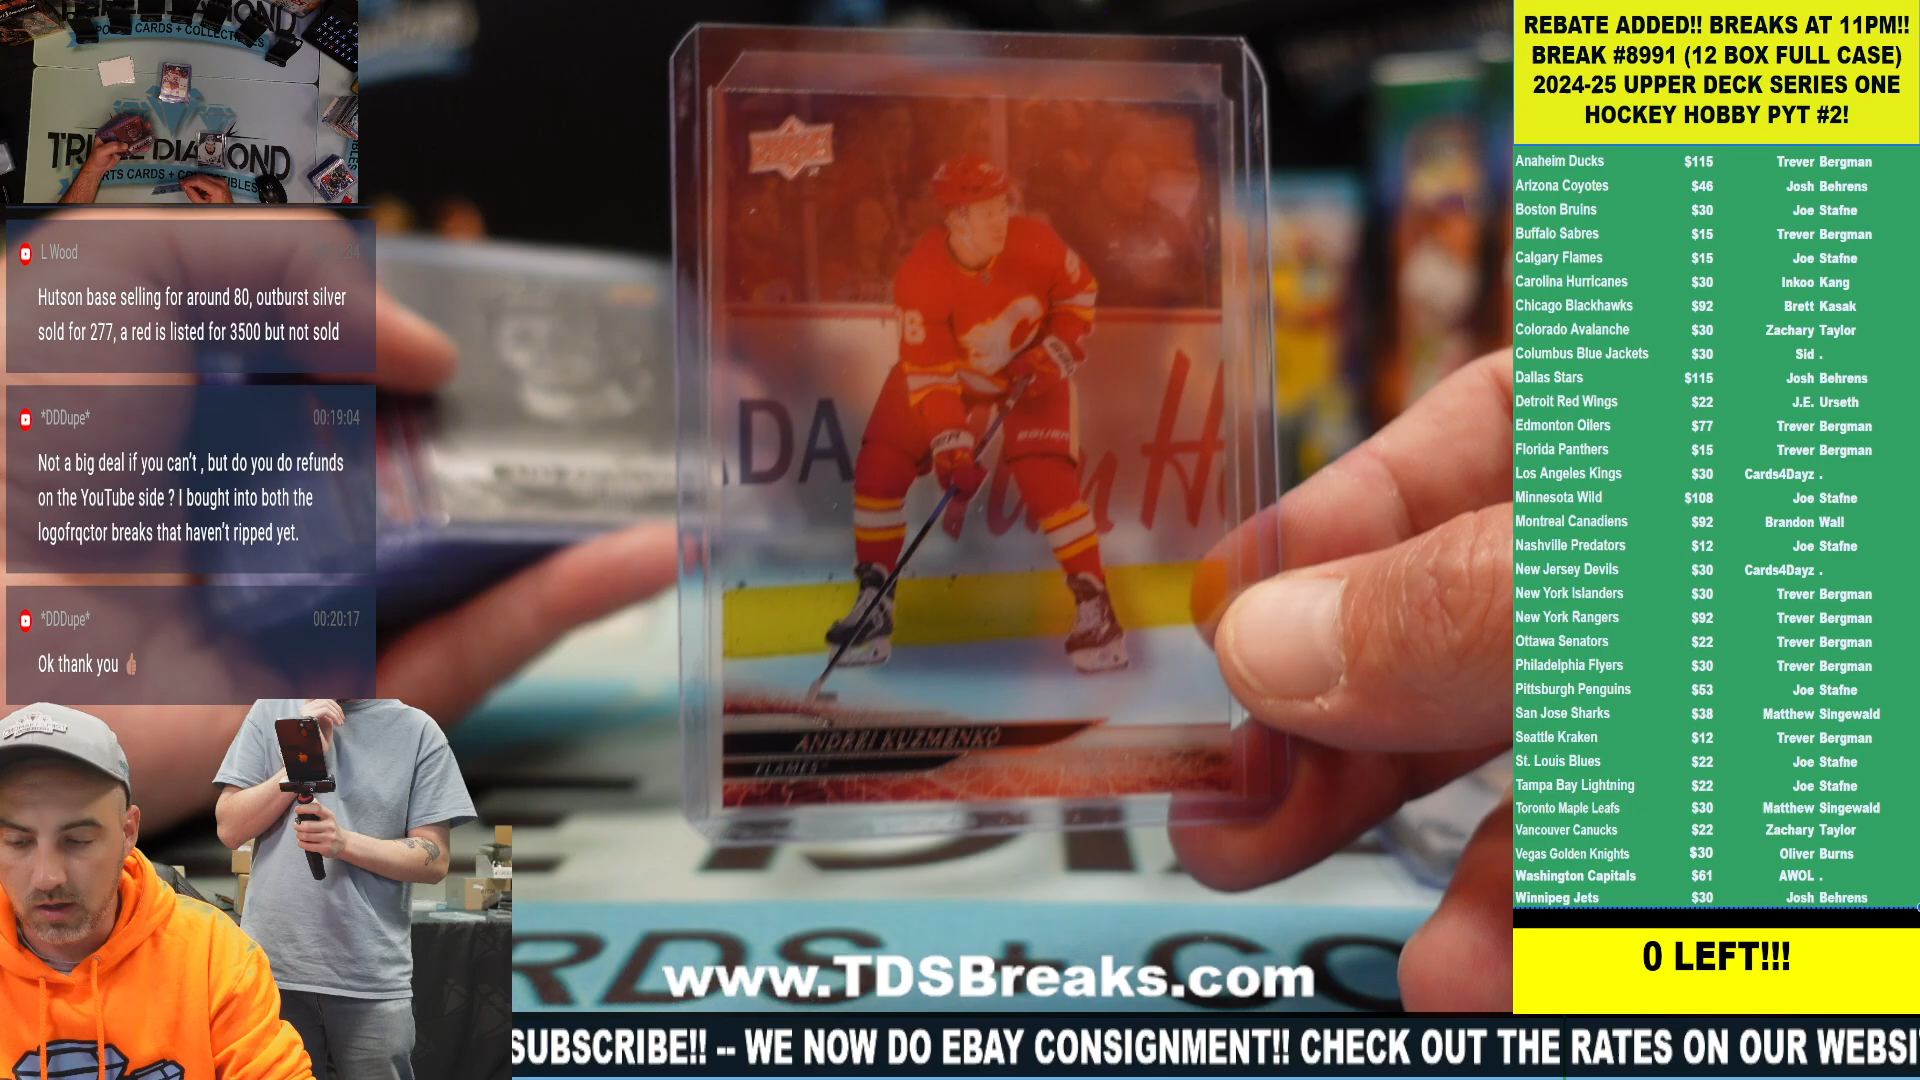 SPORTS CARDS + COLLECTIBLES
DIAMOND
L Wood
Hutson base selling for around 80, outburst silver
sold for 277, a red is listed for 3500 but not sold
*DDDupe*
00:19:04
Not a big deal if you can't , but do you do refunds
on the YouTube side ? I bought into both the
logofrqctor breaks that haven't ripped yet.
*DDDupe*
00:20:17
Ok thank you 👍🏼
UPPER DECK
DA
ANDREI KUZMENKO
FLAMES
RDS + CO
www.TDSBreaks.com
SUBSCRIBE!! -- WE NOW DO EBAY CONSIGNMENT!! CHECK OUT THE RATES ON OUR WEBSI
REBATE ADDED!! BREAKS AT 11PM!!
BREAK #8991 (12 BOX FULL CASE)
2024-25 UPPER DECK SERIES ONE
HOCKEY HOBBY PYT #2!
Anaheim Ducks $115 Trever Bergman
Arizona Coyotes $46 Josh Behrens
Boston Bruins $30 Joe Stafne
Buffalo Sabres $15 Trever Bergman
Calgary Flames $15 Joe Stafne
Carolina Hurricanes $30 Inkoo Kang
Chicago Blackhawks $92 Brett Kasak
Colorado Avalanche $30 Zachary Taylor
Columbus Blue Jackets $30 Sid .
Dallas Stars $115 Josh Behrens
Detroit Red Wings $22 J.E. Urseth
Edmonton Oilers $77 Trever Bergman
Florida Panthers $15 Trever Bergman
Los Angeles Kings $30 Cards4Dayz .
Minnesota Wild $108 Joe Stafne
Montreal Canadiens $92 Brandon Wall
Nashville Predators $12 Joe Stafne
New Jersey Devils $30 Cards4Dayz .
New York Islanders $30 Trever Bergman
New York Rangers $92 Trever Bergman
Ottawa Senators $22 Trever Bergman
Philadelphia Flyers $30 Trever Bergman
Pittsburgh Penguins $53 Joe Stafne
San Jose Sharks $38 Matthew Singewald
Seattle Kraken $12 Trever Bergman
St. Louis Blues $22 Joe Stafne
Tampa Bay Lightning $22 Joe Stafne
Toronto Maple Leafs $30 Matthew Singewald
Vancouver Canucks $22 Zachary Taylor
Vegas Golden Knights $30 Oliver Burns
Washington Capitals $61 AWOL .
Winnipeg Jets $30 Josh Behrens
0 LEFT!!!